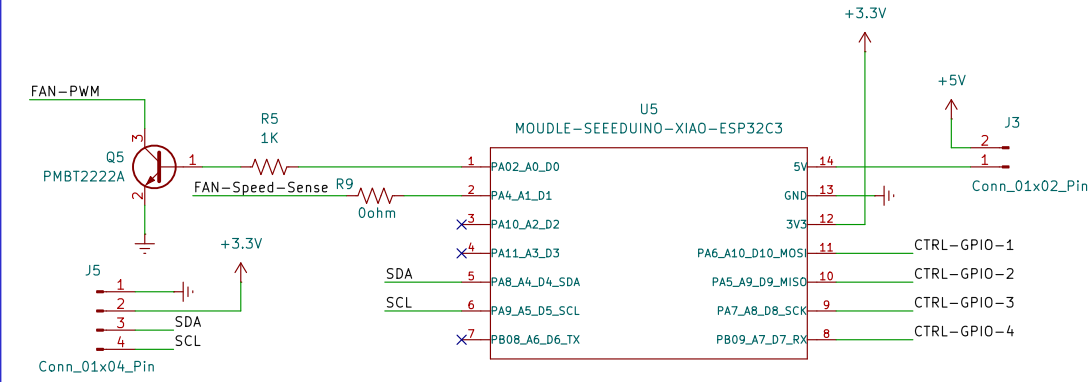 +3.3V
FAN-PWM
+5V
R5
1K
U5
MOUDLE-SEEEDUINO-XIAO-ESP32C3
J3
3
Q5
PMBT2222A
1
2
1
PA02_A0_D0
5V
14
2
1
Conn_01x02_Pin
FAN-Speed-Sense
R9
0ohm
2
PA4_A1_D1
GND
13
3
PA10_A2_D2
3V3
12
+3.3V
4
PA11_A3_D3
PA6_A10_D10_MOSI
11
CTRL-GPIO-1
J5
1
2
3
4
SDA
SCL
Conn_01x04_Pin
SDA
5
PA8_A4_D4_SDA
PA5_A9_D9_MISO
10
CTRL-GPIO-2
SCL
6
PA9_A5_D5_SCL
PA7_A8_D8_SCK
9
CTRL-GPIO-3
7
PB08_A6_D6_TX
PB09_A7_D7_RX
8
CTRL-GPIO-4